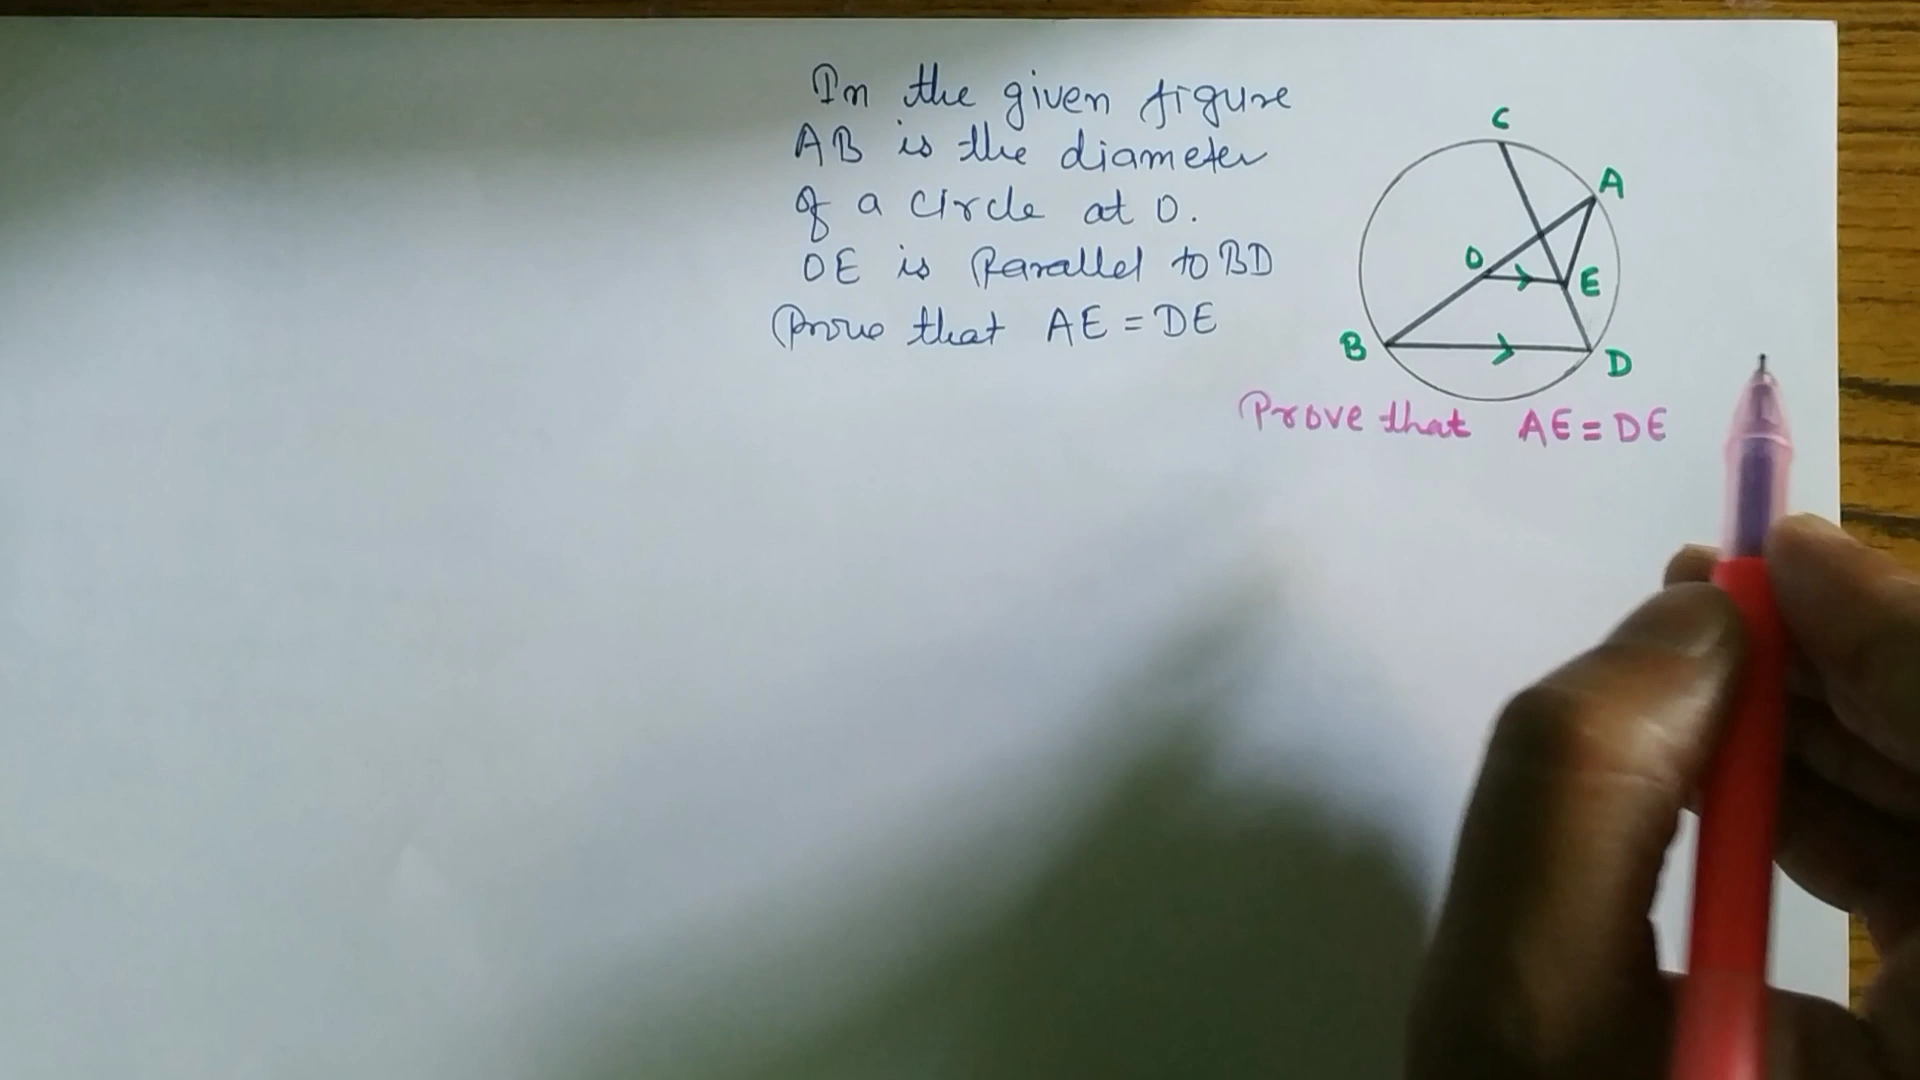 In the given figure
AB is the diameter
of a circle at O.
OE is Parallel to BD
Prove that AE = DE
C
A
O
E
B
D
Prove that AE = DE